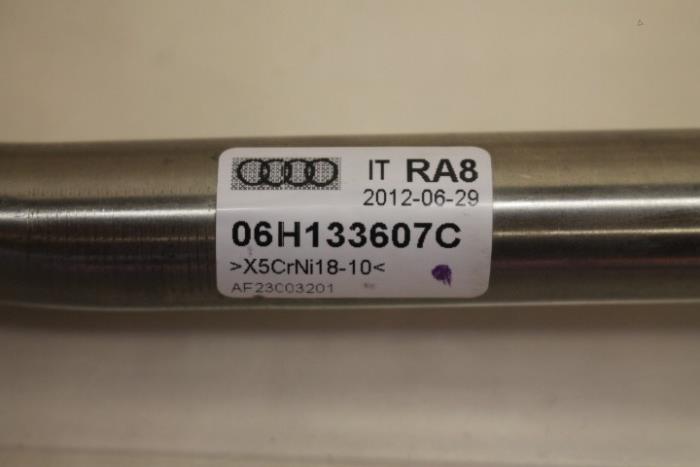 IT RA8
2012-06-29
06H133607C
>X5CrNi18-10<
AF23C03201